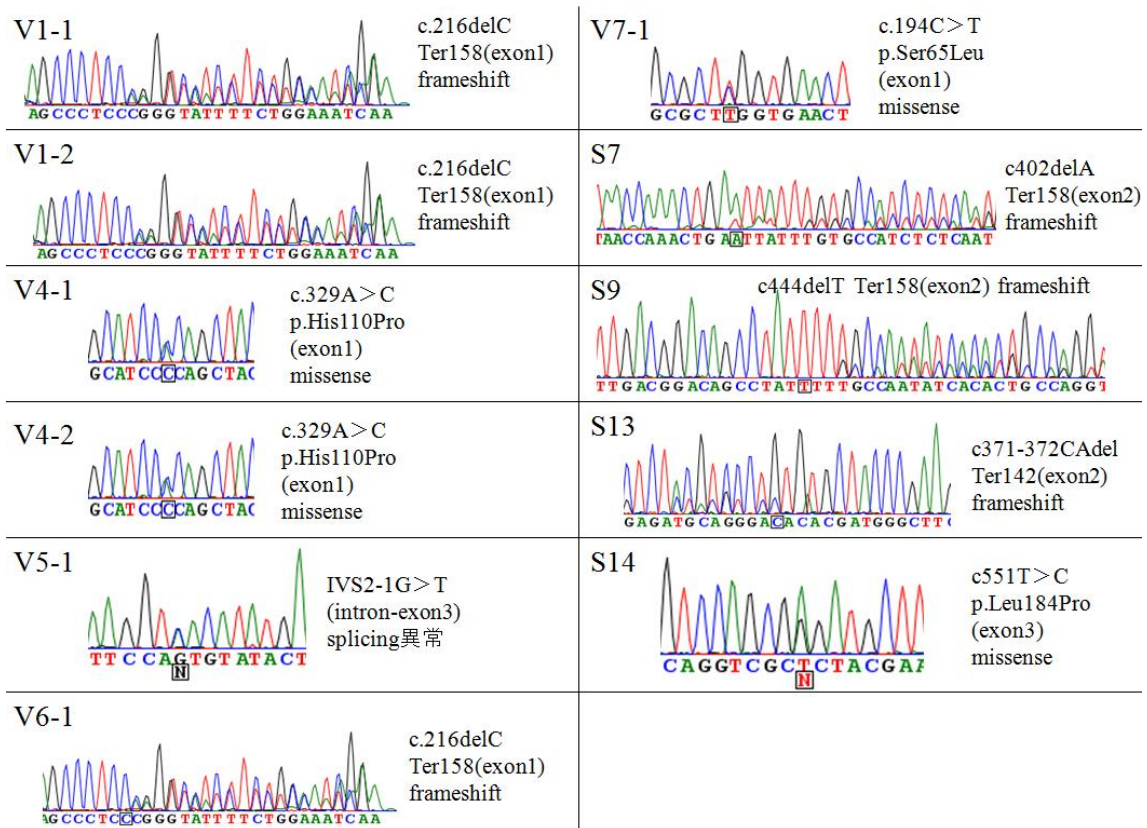 V1-1
c.216delC
Ter158(exon1)
frameshift
AGCCCTCCCGGGTATTTTCTGGAAATCAA
V1-2
c.216delC
Ter158(exon1)
frameshift
AGCCCTCCCGGGTATTTTCTGGAAATCAA
V4-1
c.329A＞C
p.His110Pro
(exon1)
missense
GCATCCCCAGCTAC
V4-2
c.329A＞C
p.His110Pro
(exon1)
missense
GCATCCCCAGCTAC
V5-1
IVS2-1G＞T
(intron-exon3)
splicing異常
TTCCAGTGTATACT
N
V6-1
c.216delC
Ter158(exon1)
frameshift
AGCCCTCCCGGGTATTTTCTGGAAATCAA
V7-1
c.194C＞T
p.Ser65Leu
(exon1)
missense
GCGCTTGGTGAACT
S7
c402delA
Ter158(exon2)
frameshift
TAACCAAACTGAATTATTTGTGCCATCTCTCAAT
S9
c444delT Ter158(exon2) frameshift
TTGACGGACAGCCTATTTTTGCCAATATCACACTGCCAGGT
S13
c371-372CAdel
Ter142(exon2)
frameshift
GAGATGCAGGGACACACGATGGGCTTC
S14
c551T＞C
p.Leu184Pro
(exon3)
missense
CAGGTCGCTCTACGAA
N